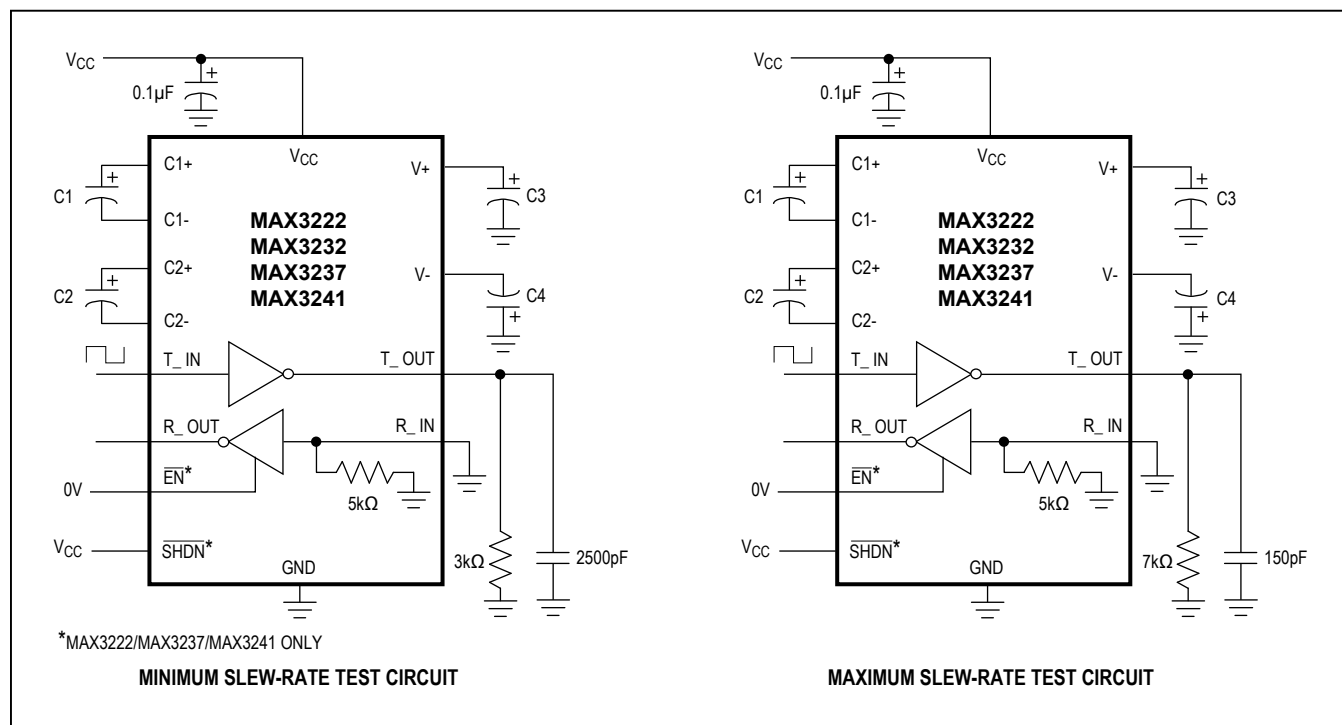 VCC
0.1µF
+
VCC
C1+
V+
C1
+
+
C3
C1-
MAX3222
MAX3232
MAX3237
MAX3241
C2+
V-
C2
+
C4
+
C2-
T_ IN
T_ OUT
R_ OUT
R_ IN
EN*
0V
5kΩ
VCC
SHDN*
3kΩ
2500pF
GND
*MAX3222/MAX3237/MAX3241 ONLY
MINIMUM SLEW-RATE TEST CIRCUIT
VCC
0.1µF
+
VCC
C1+
V+
C1
+
+
C3
C1-
MAX3222
MAX3232
MAX3237
MAX3241
C2+
V-
C2
+
C4
+
C2-
T_ IN
T_ OUT
R_ OUT
R_ IN
EN*
0V
5kΩ
VCC
SHDN*
7kΩ
150pF
GND
MAXIMUM SLEW-RATE TEST CIRCUIT